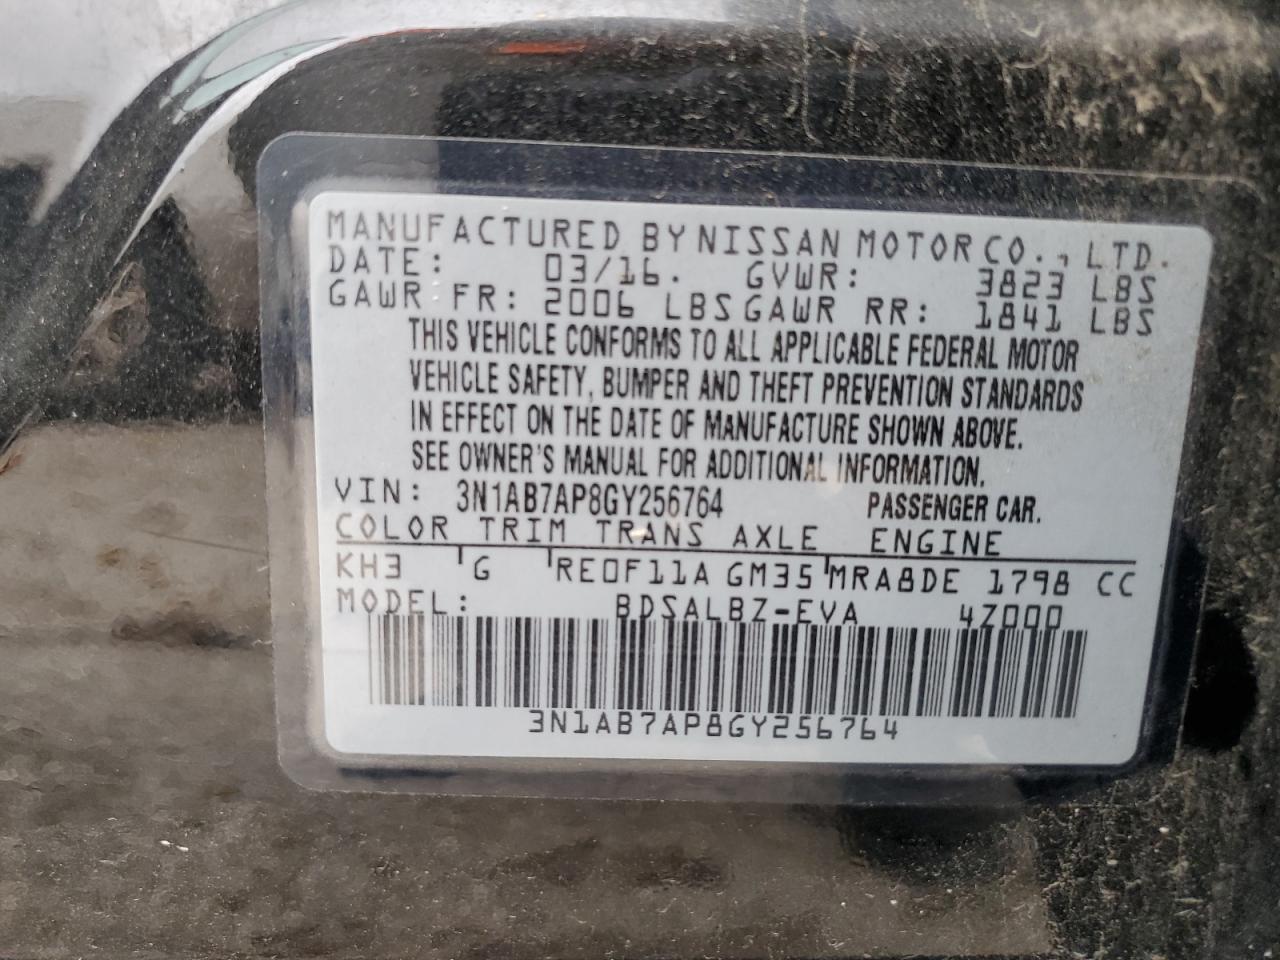 MANUFACTURED BY NISSAN MOTOR CO., LTD.
DATE: 03/16. GVWR: 3823 LBS
GAWR FR: 2006 LBS GAWR RR: 1841 LBS
THIS VEHICLE CONFORMS TO ALL APPLICABLE FEDERAL MOTOR
VEHICLE SAFETY, BUMPER AND THEFT PREVENTION STANDARDS
IN EFFECT ON THE DATE OF MANUFACTURE SHOWN ABOVE.
SEE OWNER'S MANUAL FOR ADDITIONAL INFORMATION.
VIN: 3N1AB7AP8GY256764 PASSENGER CAR.
COLOR TRIM TRANS AXLE ENGINE
KH3 G RE0F11A GM35 MRA8DE 1798 CC
MODEL: BDSALBZ-EVA 4Z000
3N1AB7AP8GY256764